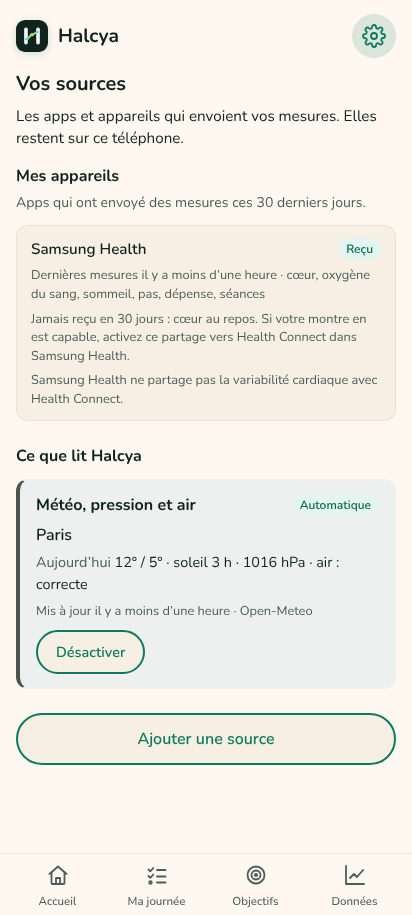 Halcya
Vos sources
Les apps et appareils qui envoient vos mesures. Elles
restent sur ce téléphone.
Mes appareils
Apps qui ont envoyé des mesures ces 30 derniers jours.
Samsung Health
Reçu
Dernières mesures il y a moins d’une heure · cœur, oxygène
du sang, sommeil, pas, dépense, séances
Jamais reçu en 30 jours : cœur au repos. Si votre montre en
est capable, activez ce partage vers Health Connect dans
Samsung Health.
Samsung Health ne partage pas la variabilité cardiaque avec
Health Connect.
Ce que lit Halcya
Météo, pression et air
Automatique
Paris
Aujourd’hui 12° / 5° · soleil 3 h · 1016 hPa · air :
correcte
Mis à jour il y a moins d’une heure · Open-Meteo
Désactiver
Ajouter une source
Accueil
Ma journée
Objectifs
Données